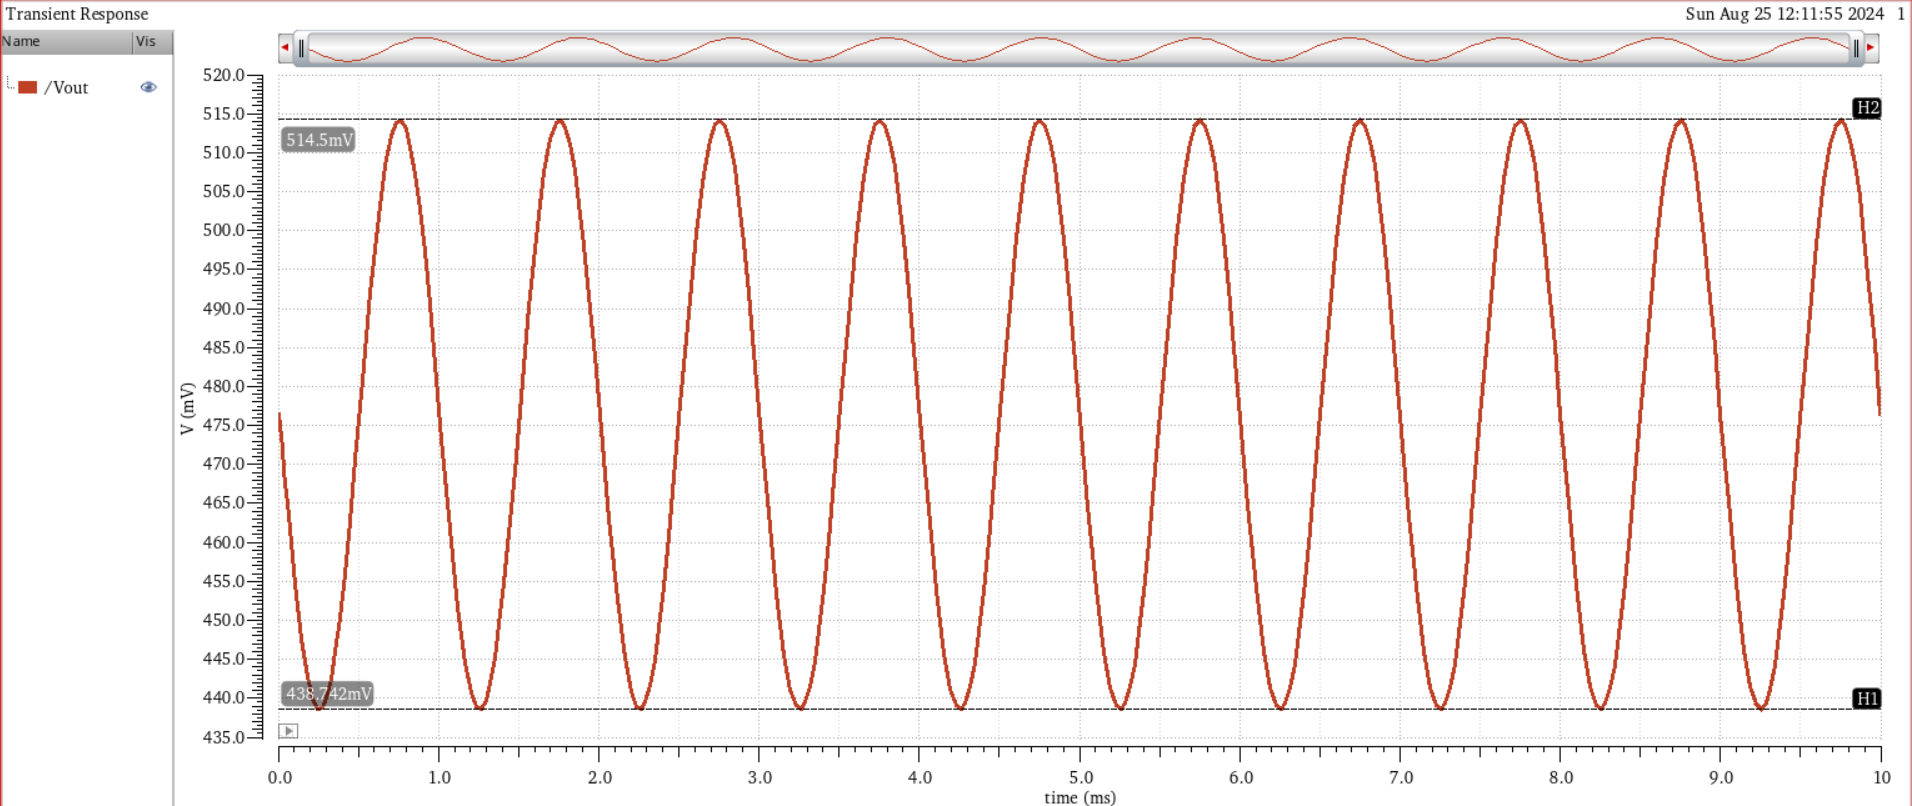 Transient Response
Sun Aug 25 12:11:55 2024 1
Name Vis
/Vout
520.0
515.0
H2
514.5mV
510.0
505.0
500.0
495.0
490.0
485.0
480.0
475.0
V (mV)
470.0
465.0
460.0
455.0
450.0
445.0
438.742mV
440.0
H1
435.0
0.0 1.0 2.0 3.0 4.0 5.0 6.0 7.0 8.0 9.0 10
time (ms)